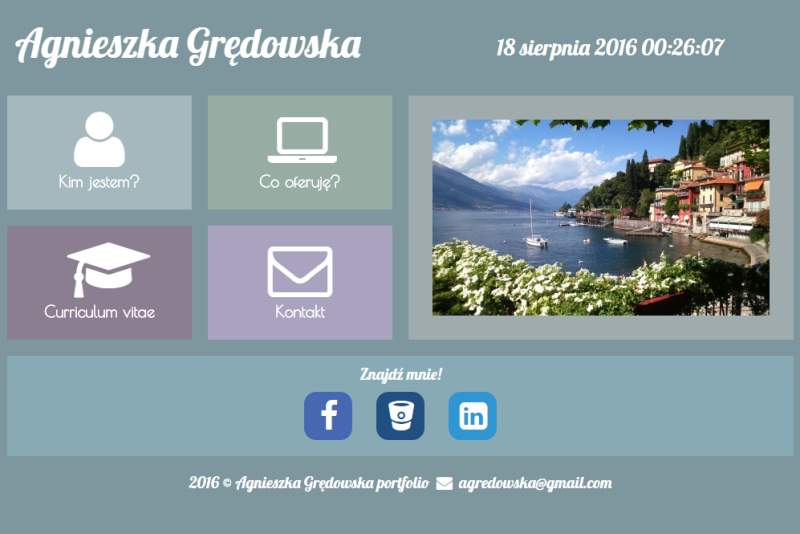 Agnieszka Grędowska
18 sierpnia 2016 00:26:07
Kim jestem?
Co oferuję?
Curriculum vitae
Kontakt
Znajdź mnie!
2016 © Agnieszka Grędowska portfolio agredowska@gmail.com